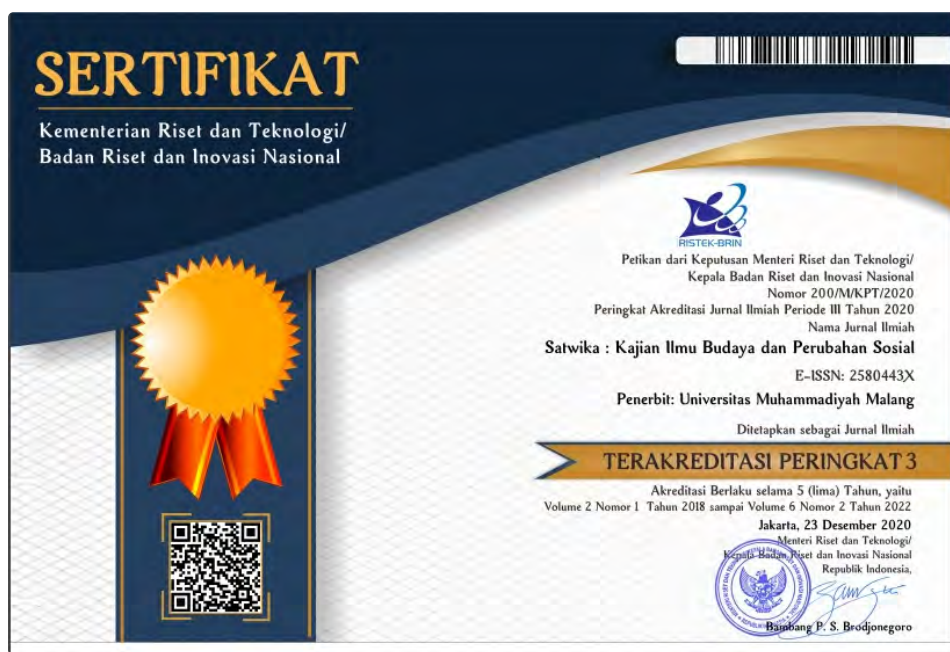 SERTIFIKAT
Kementerian Riset dan Teknologi/
Badan Riset dan Inovasi Nasional
RISTEK-BRIN
Petikan dari Keputusan Menteri Riset dan Teknologi/
Kepala Badan Riset dan Inovasi Nasional
Nomor 200/M/KPT/2020
Peringkat Akreditasi Jurnal Ilmiah Periode III Tahun 2020
Nama Jurnal Ilmiah
Satwika : Kajian Ilmu Budaya dan Perubahan Sosial
E-ISSN: 2580443X
Penerbit: Universitas Muhammadiyah Malang
Ditetapkan sebagai Jurnal Ilmiah
TERAKREDITASI PERINGKAT 3
Akreditasi Berlaku selama 5 (lima) Tahun, yaitu
Volume 2 Nomor 1 Tahun 2018 sampai Volume 6 Nomor 2 Tahun 2022
Jakarta, 23 Desember 2020
Menteri Riset dan Teknologi/
Kepala Badan Riset dan Inovasi Nasional
Republik Indonesia,
Bambang P. S. Brodjonegoro